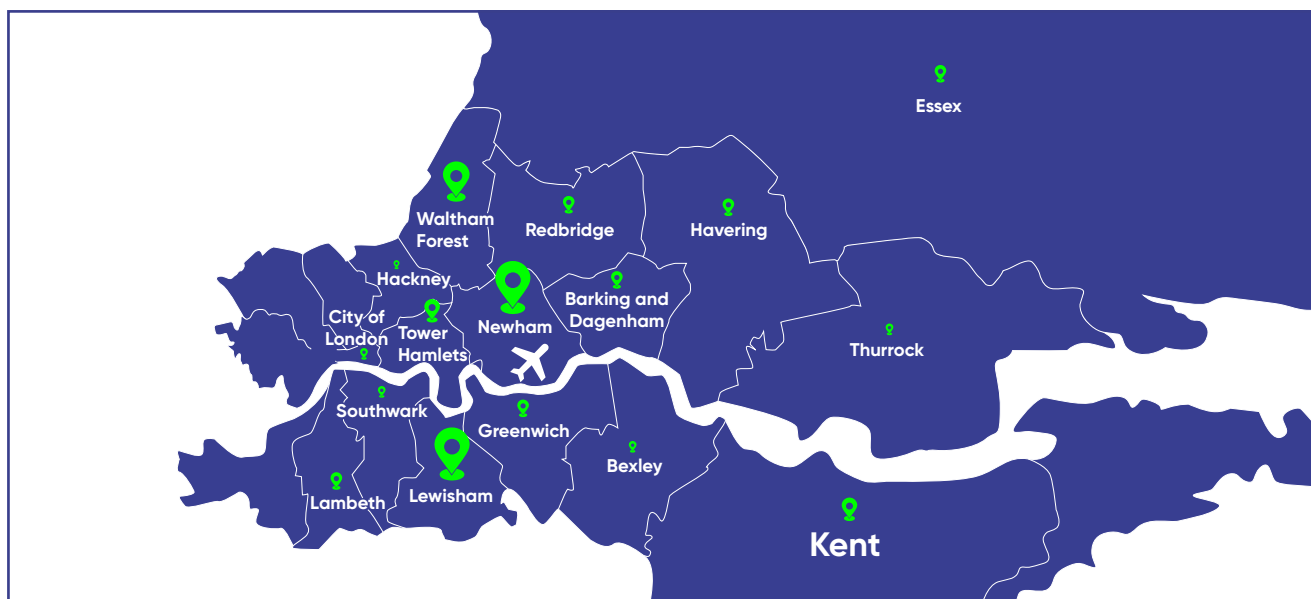 Essex
Waltham
Forest
Redbridge
Havering
Hackney
Barking and
Dagenham
City of
London
Newham
Tower
Hamlets
Thurrock
Southwark
Greenwich
Bexley
Lewisham
Lambeth
Kent